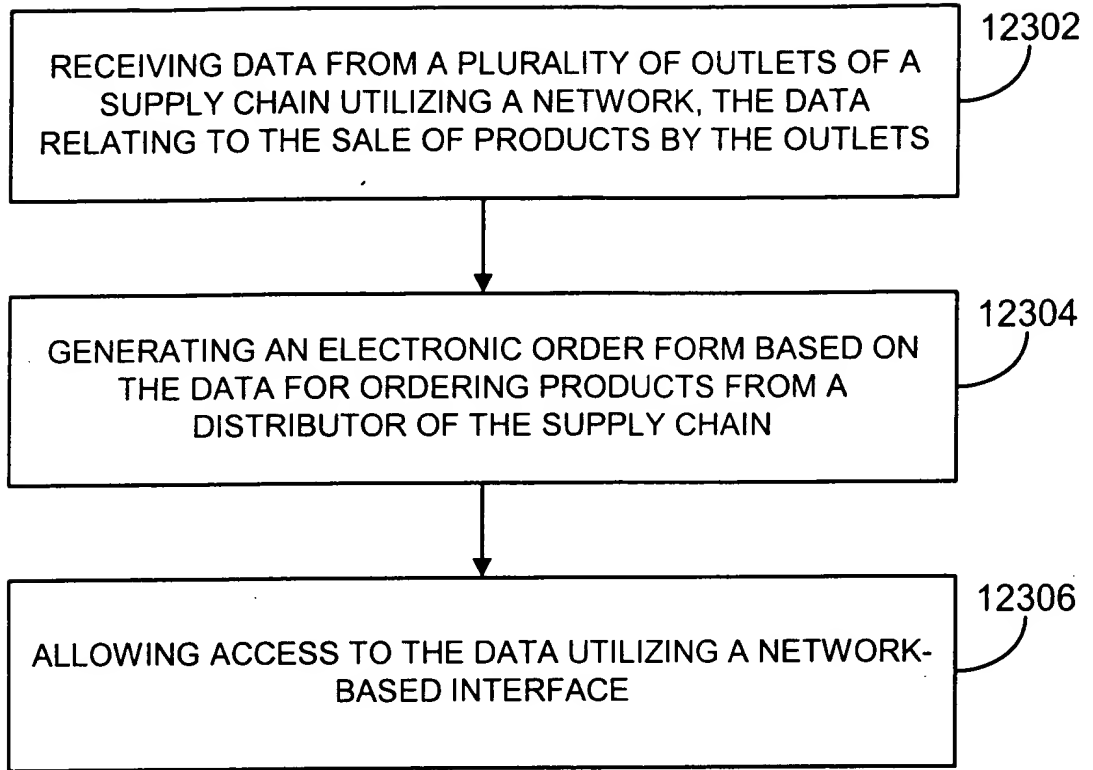 12302
RECEIVING DATA FROM A PLURALITY OF OUTLETS OF A
SUPPLY CHAIN UTILIZING A NETWORK, THE DATA
RELATING TO THE SALE OF PRODUCTS BY THE OUTLETS
12304
GENERATING AN ELECTRONIC ORDER FORM BASED ON
THE DATA FOR ORDERING PRODUCTS FROM A
DISTRIBUTOR OF THE SUPPLY CHAIN
12306
ALLOWING ACCESS TO THE DATA UTILIZING A NETWORK-
BASED INTERFACE